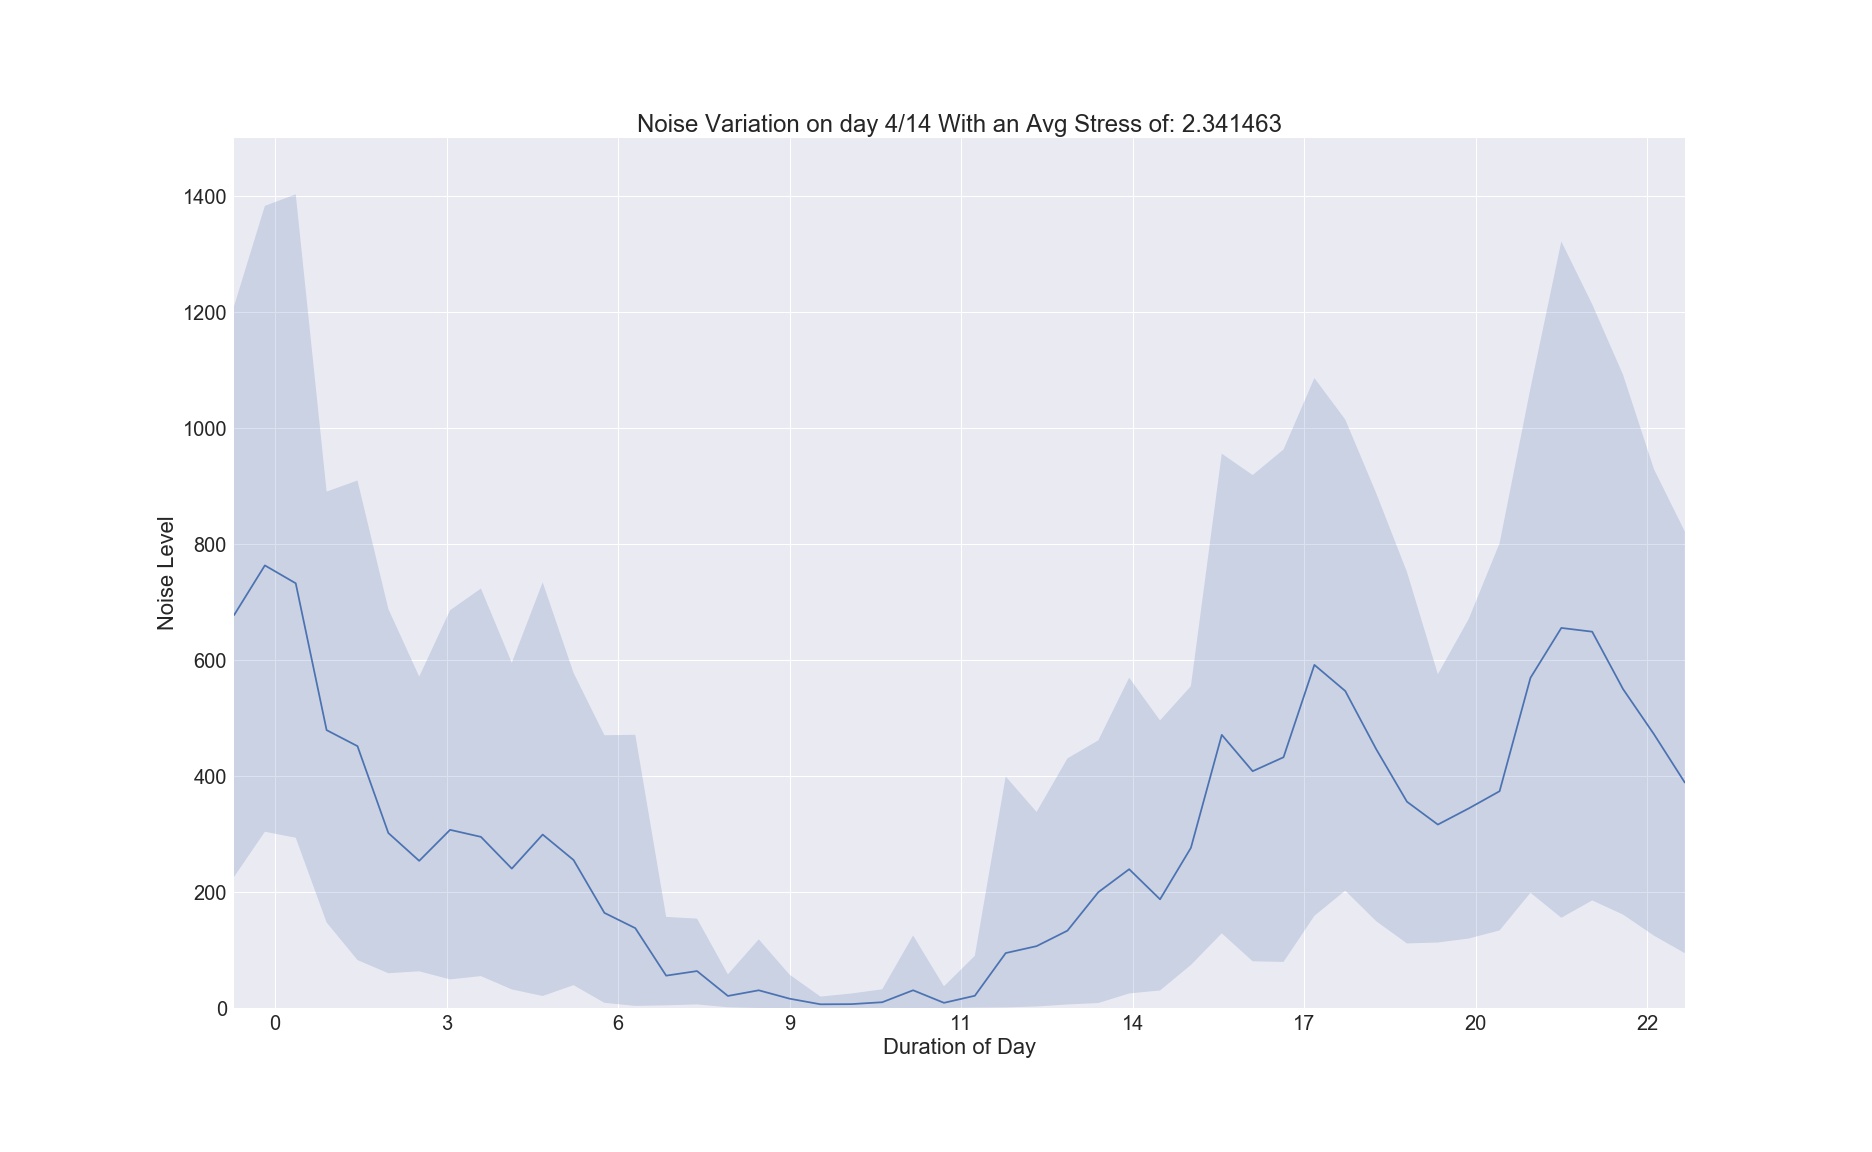 Noise Variation on day 4/14 With an Avg Stress of: 2.341463
1400
1200
1000
800
600
400
200
0
Noise Level
0 3 6 9 11 14 17 20 22
Duration of Day